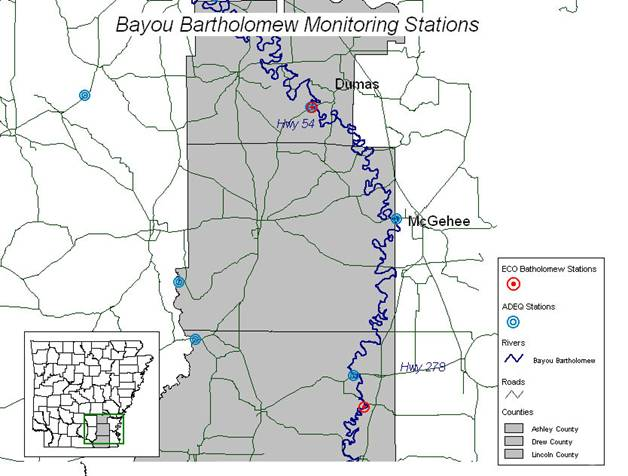 Bayou Bartholomew Monitoring Stations
Dumas
Hwy 54
McGehee
Hwy 278
ECO Batholomew Stations
ADEQ Stations
Rivers
Bayou Bartholomew
Roads
Counties
Ashley County
Drew County
Lincoln County